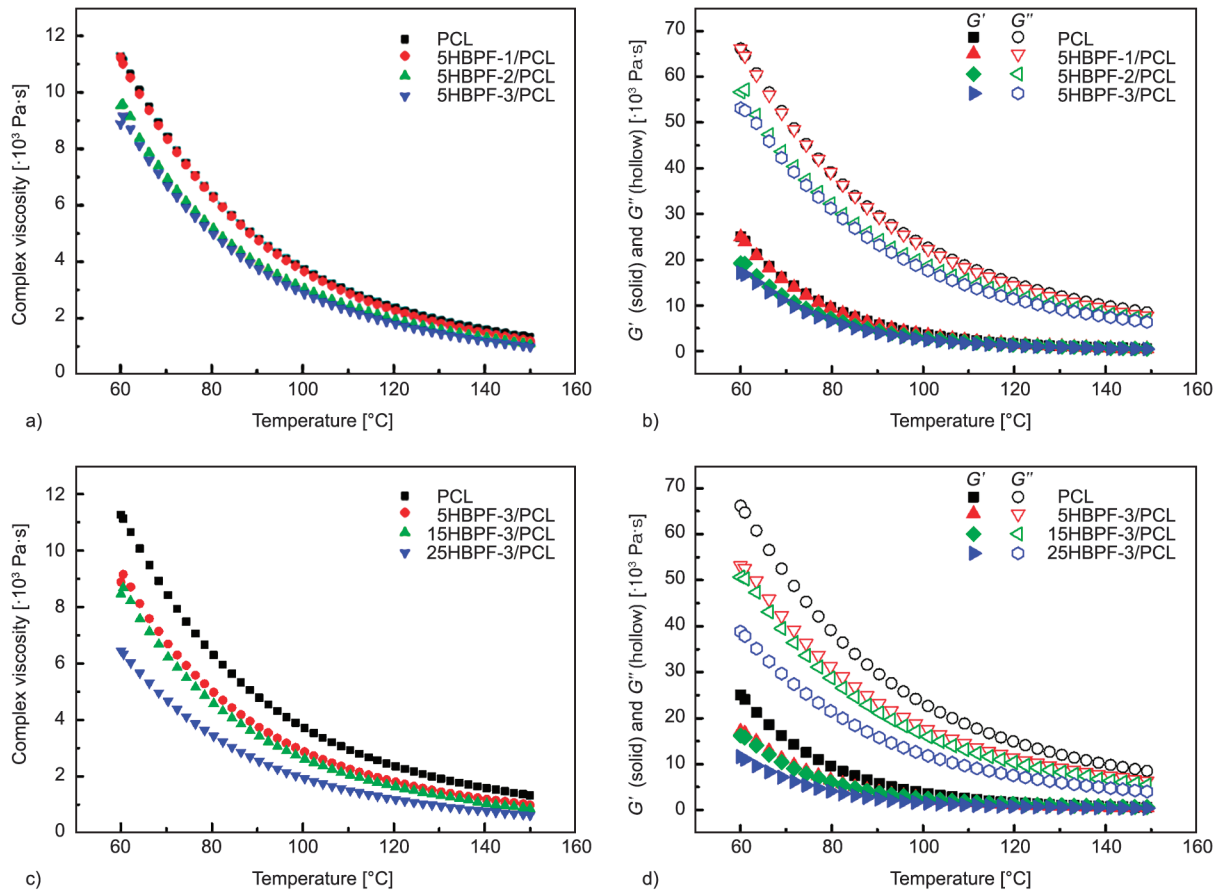 12
10
8
6
4
2
0
60
80
100
120
140
160
Complex viscosity [·10³ Pa·s]
Temperature [°C]
PCL
5HBPF-1/PCL
5HBPF-2/PCL
5HBPF-3/PCL
a)
70
60
50
40
30
20
10
0
60
80
100
120
140
160
G' (solid) and G'' (hollow) [·10³ Pa·s]
Temperature [°C]
G' G''
PCL
5HBPF-1/PCL
5HBPF-2/PCL
5HBPF-3/PCL
b)
12
10
8
6
4
2
0
60
80
100
120
140
160
Complex viscosity [·10³ Pa·s]
Temperature [°C]
PCL
5HBPF-3/PCL
15HBPF-3/PCL
25HBPF-3/PCL
c)
70
60
50
40
30
20
10
0
60
80
100
120
140
160
G' (solid) and G'' (hollow) [·10³ Pa·s]
Temperature [°C]
G' G''
PCL
5HBPF-3/PCL
15HBPF-3/PCL
25HBPF-3/PCL
d)